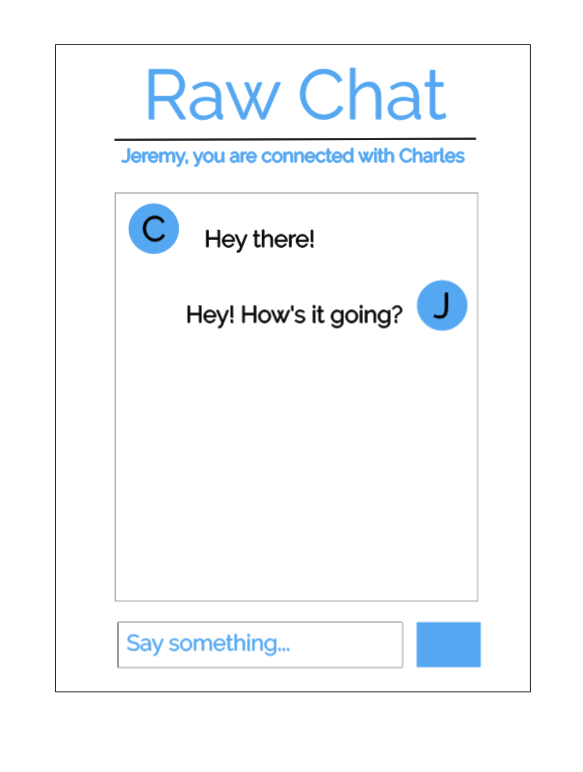 Raw Chat
Jeremy, you are connected with Charles
C
Hey there!
Hey! How's it going?
J
Say something...